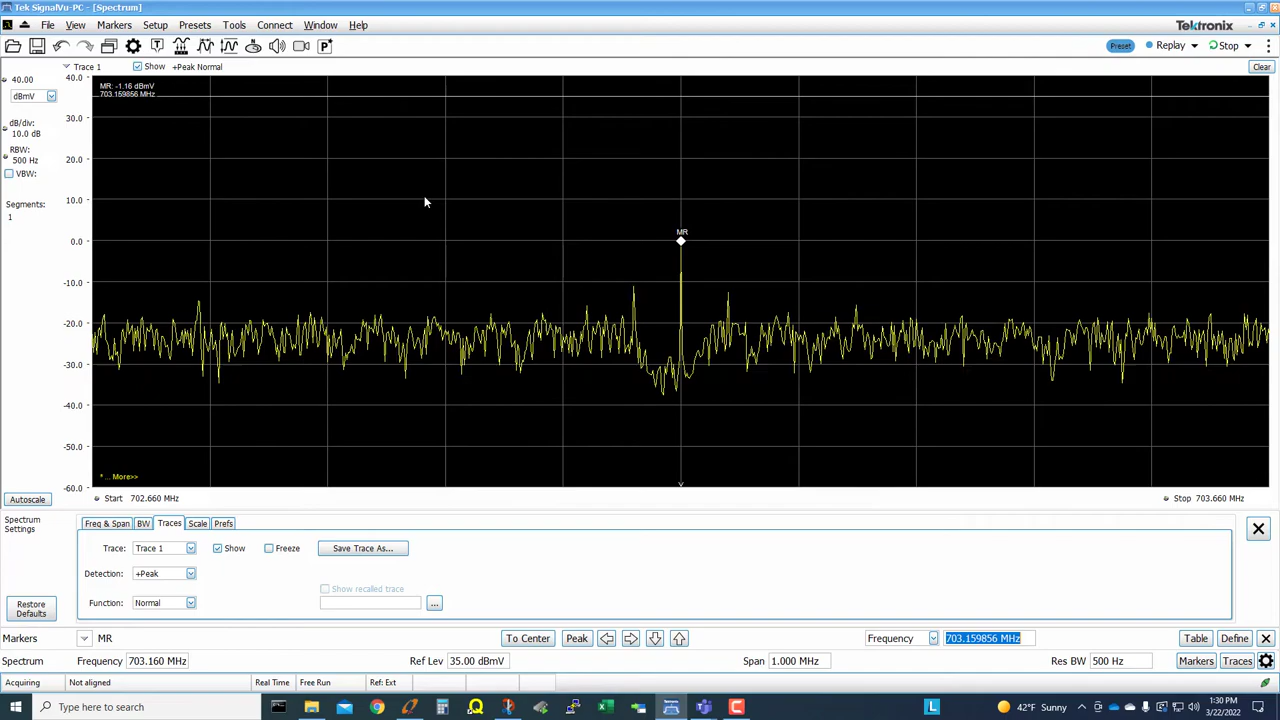 Tek SignalVu-PC - [Spectrum]
File View Markers Setup Presets Tools Connect Window Help
Tektronix
Preset Replay Stop
Trace 1 Show +Peak Normal Clear
40.00
dBmV
dB/div:
10.0 dB
RBW:
500 Hz
VBW:
Segments:
1
Autoscale
40.0
30.0
20.0
10.0
0.0
-10.0
-20.0
-30.0
-40.0
-50.0
-60.0
MR: -1.16 dBmV
703.159856 MHz
MR
* ... More>>
Start 702.660 MHz
Stop 703.660 MHz
Spectrum
Settings
Restore
Defaults
Freq & Span BW Traces Scale Prefs
Trace: Trace 1 Show Freeze Save Trace As...
Detection: +Peak
Show recalled trace
Function: Normal ...
Markers MR To Center Peak Frequency 703.159856 MHz Table Define
Spectrum Frequency 703.160 MHz Ref Lev 35.00 dBmV Span 1.000 MHz Res BW 500 Hz Markers Traces
Acquiring Not aligned Real Time Free Run Ref: Ext
Type here to search
L
42°F Sunny
1:30 PM
3/22/2022